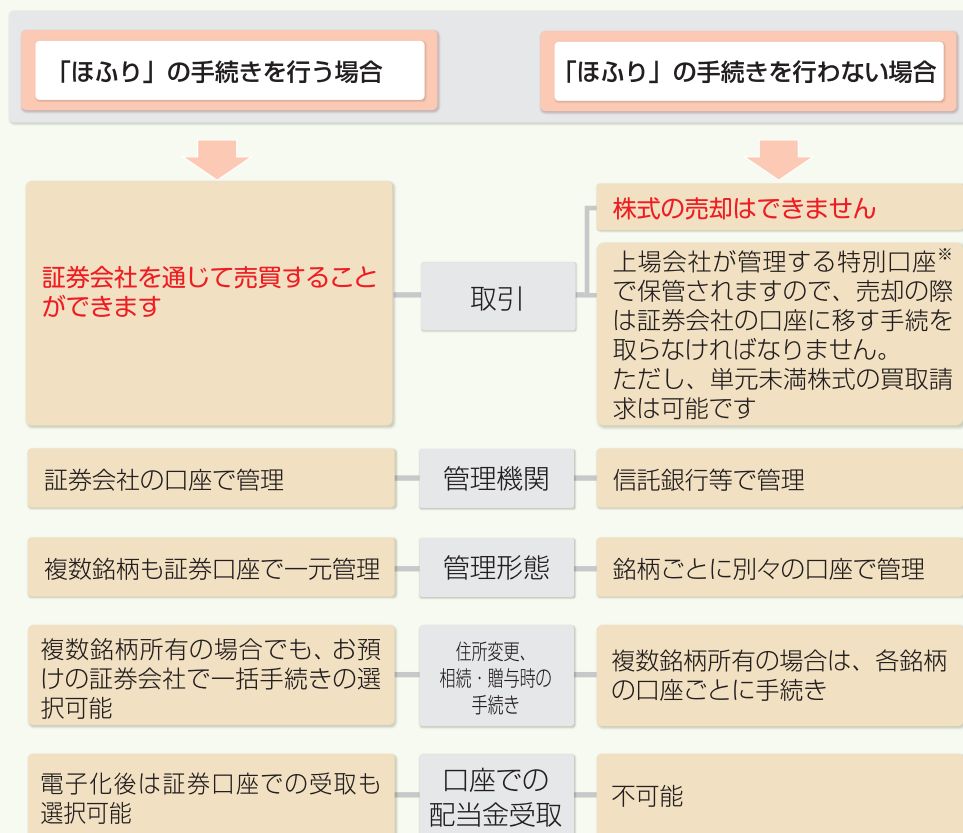 「ほふり」の手続きを行う場合
「ほふり」の手続きを行わない場合
証券会社を通じて売買すること
ができます
取引
株式の売却はできません
上場会社が管理する特別口座※
で保管されますので、売却の際
は証券会社の口座に移す手続を
取らなければなりません。
ただし、単元未満株式の買取請
求は可能です
証券会社の口座で管理
管理機関
信託銀行等で管理
複数銘柄も証券口座で一元管理
管理形態
銘柄ごとに別々の口座で管理
複数銘柄所有の場合でも、お預
けの証券会社で一括手続きの選
択可能
住所変更、
相続・贈与時の
手続き
複数銘柄所有の場合は、各銘柄
の口座ごとに手続き
電子化後は証券口座での受取も
選択可能
口座での
配当金受取
不可能